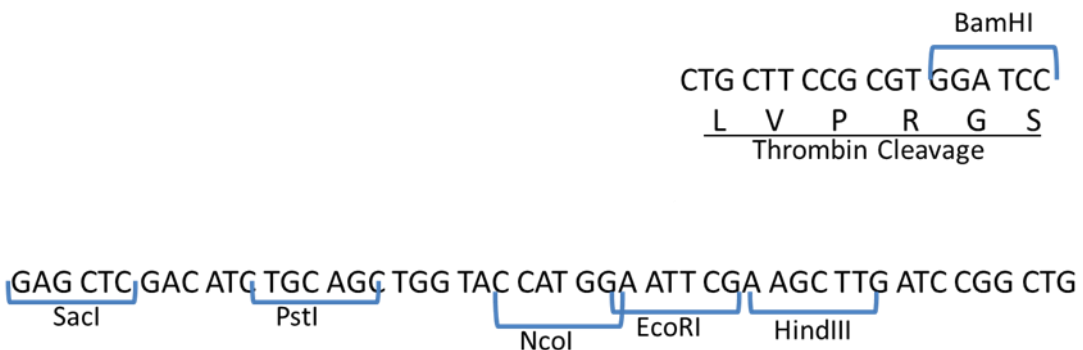 BamHI
CTG CTT CCG CGT GGA TCC
L V P R G S
Thrombin Cleavage
GAG CTC GAC ATC TGC AGC TGG TAC CAT GGA ATT CGA AGC TTG ATC CGG CTG
SacI PstI NcoI EcoRI HindIII